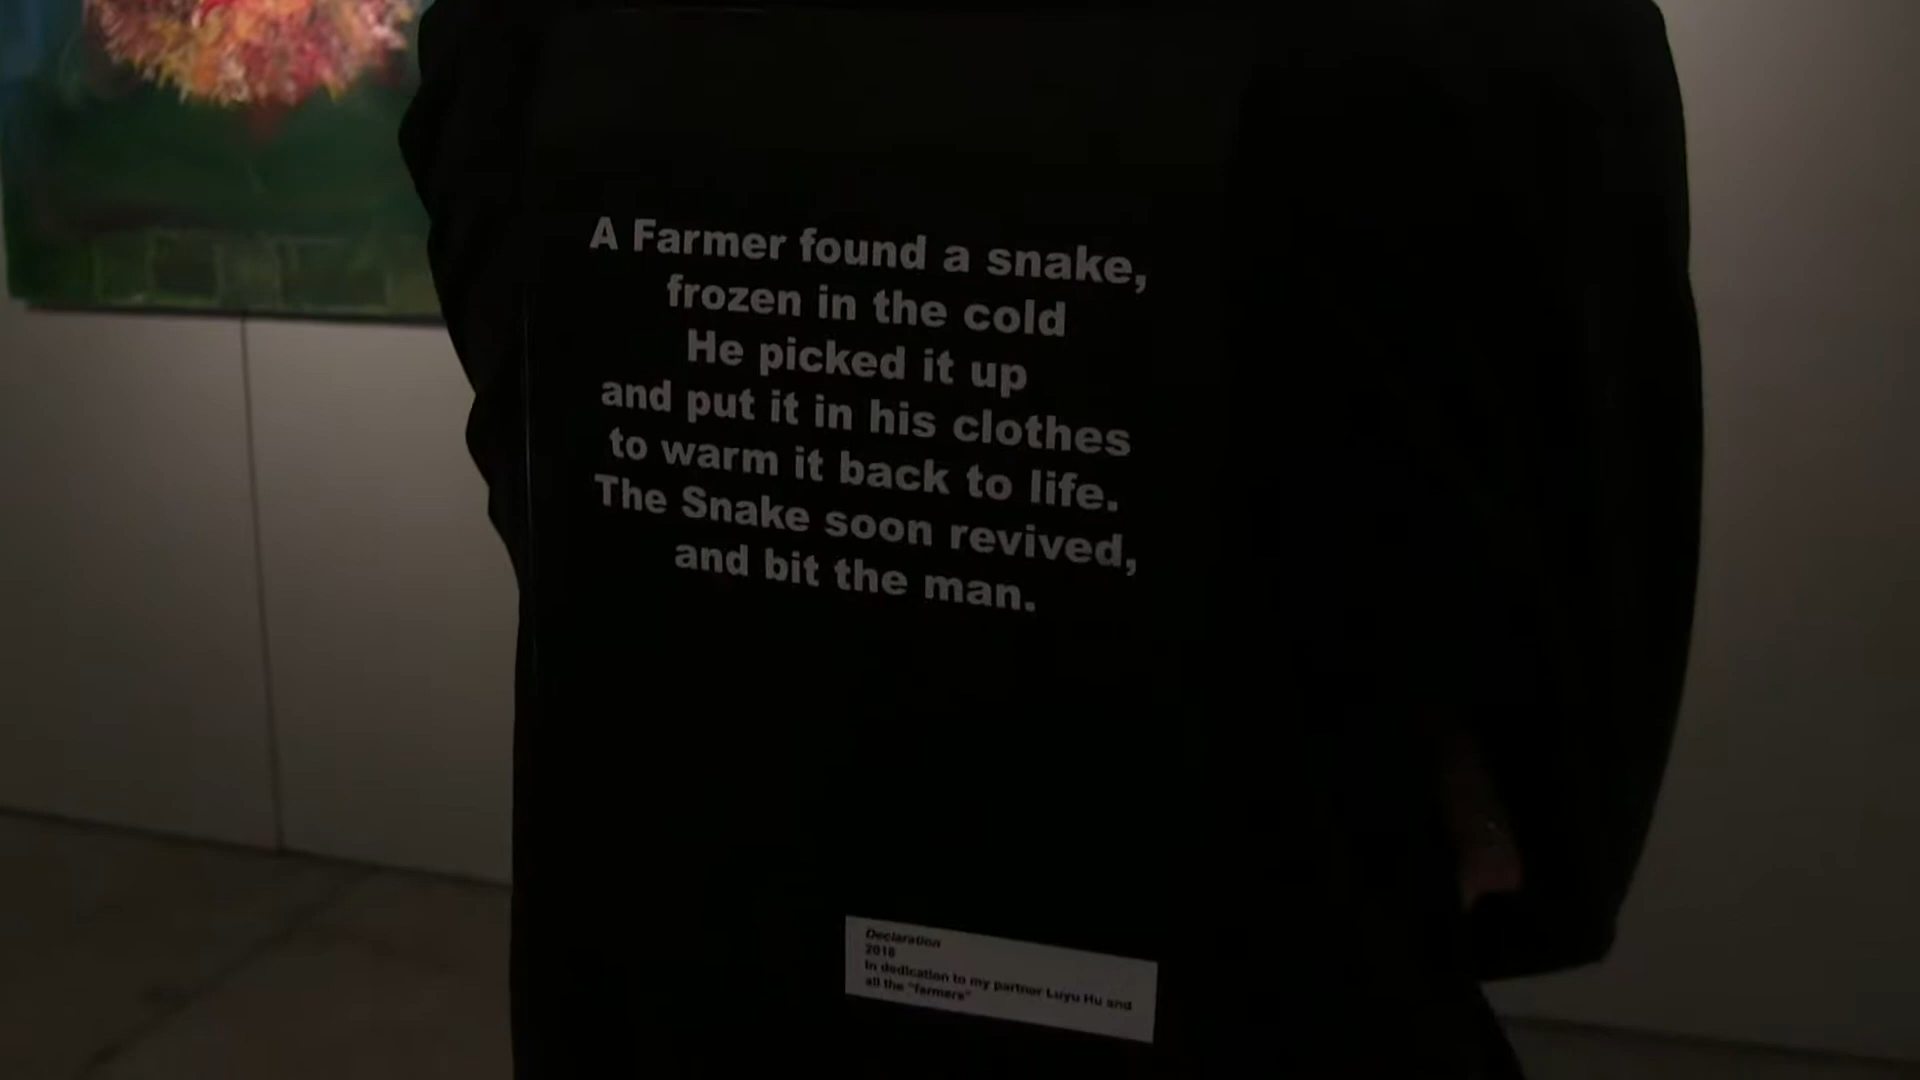 A Farmer found a snake,
frozen in the cold
He picked it up
and put it in his clothes
to warm it back to life.
The Snake soon revived,
and bit the man.
Declaration
2018
In dedication to my partner Luyu Hu and
all the "farmers"